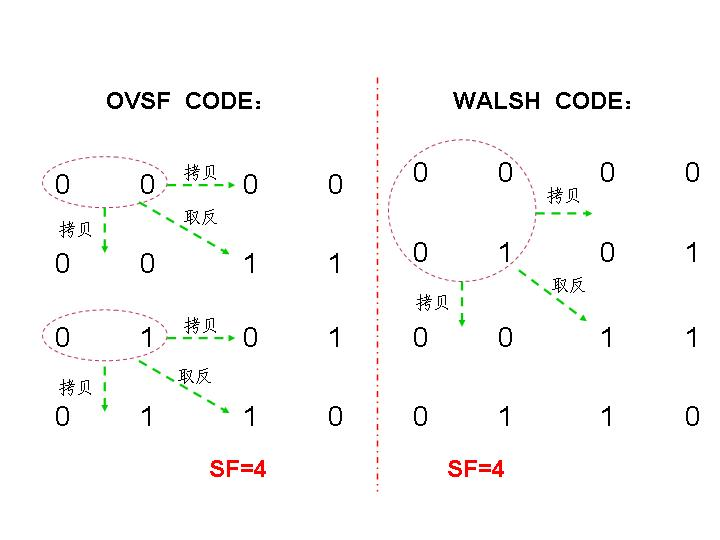 OVSF CODE：
0 0 拷贝 0 0
拷贝 取反
0 0 1 1
0 1 拷贝 0 1
拷贝 取反
0 1 1 0
SF=4
WALSH CODE：
0 0 0 0
拷贝
0 1 0 1
取反
拷贝
0 0 1 1
0 1 1 0
SF=4